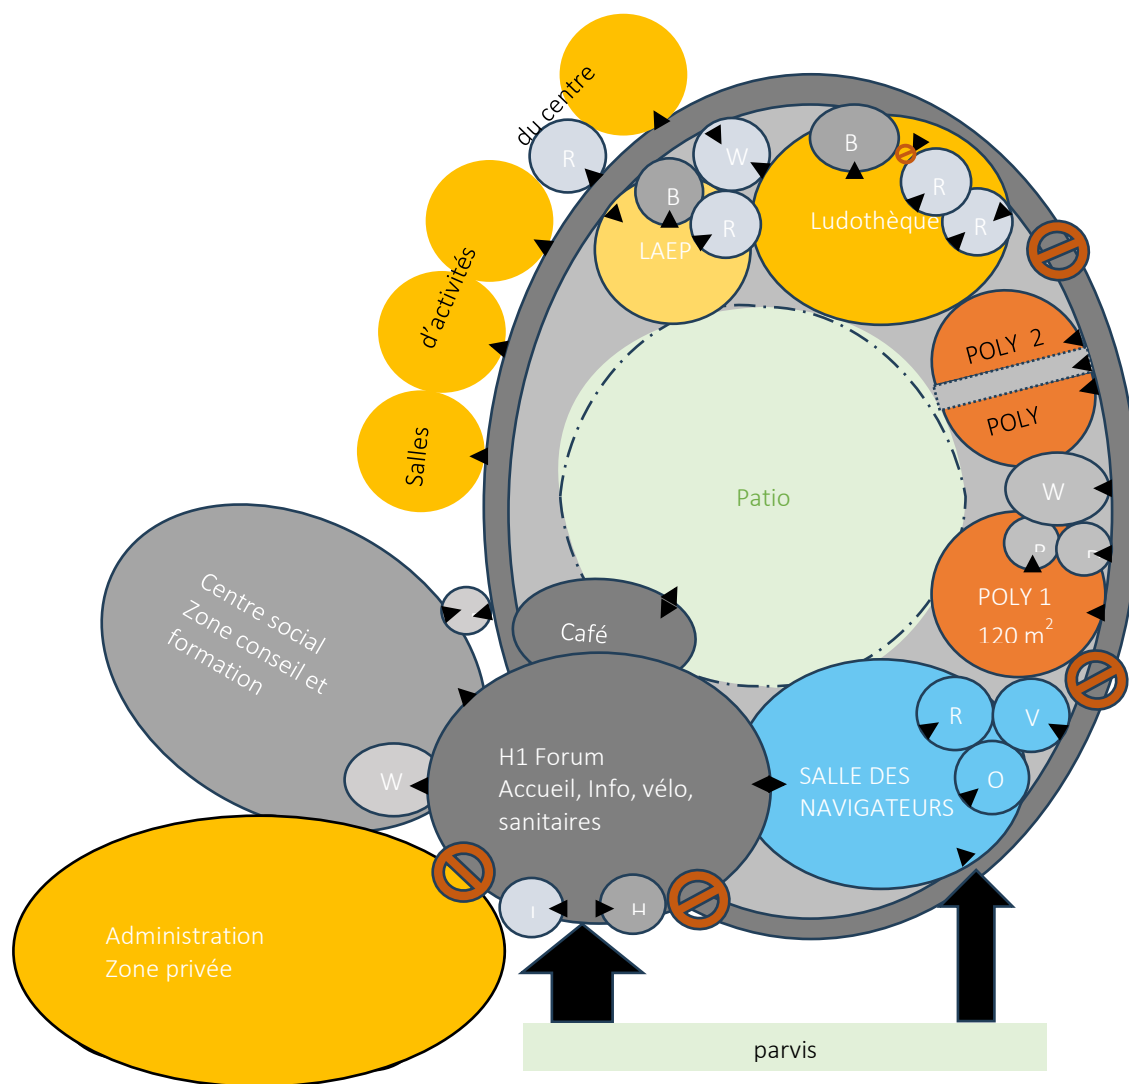 du centre
R
W
B
B
R
R
R
Ludothèque
LAEP
d'activités
POLY 2
POLY
Salles
W
Patio
POLY 1
120 m²
Centre social
Zone conseil et
formation
Café
R
V
O
H1 Forum
Accueil, Info, vélo,
sanitaires
SALLE DES
NAVIGATEURS
W
H
Administration
Zone privée
parvis